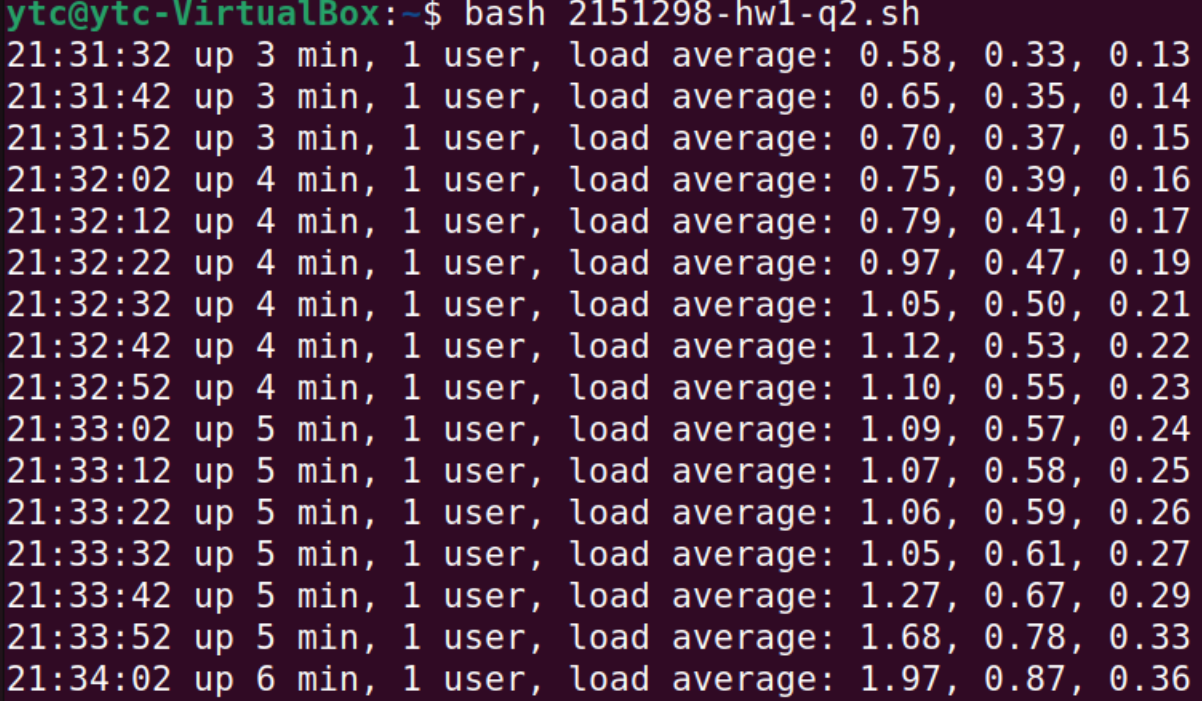 ytc@ytc-VirtualBox:~$ bash 2151298-hw1-q2.sh
21:31:32 up 3 min, 1 user, load average: 0.58, 0.33, 0.13
21:31:42 up 3 min, 1 user, load average: 0.65, 0.35, 0.14
21:31:52 up 3 min, 1 user, load average: 0.70, 0.37, 0.15
21:32:02 up 4 min, 1 user, load average: 0.75, 0.39, 0.16
21:32:12 up 4 min, 1 user, load average: 0.79, 0.41, 0.17
21:32:22 up 4 min, 1 user, load average: 0.97, 0.47, 0.19
21:32:32 up 4 min, 1 user, load average: 1.05, 0.50, 0.21
21:32:42 up 4 min, 1 user, load average: 1.12, 0.53, 0.22
21:32:52 up 4 min, 1 user, load average: 1.10, 0.55, 0.23
21:33:02 up 5 min, 1 user, load average: 1.09, 0.57, 0.24
21:33:12 up 5 min, 1 user, load average: 1.07, 0.58, 0.25
21:33:22 up 5 min, 1 user, load average: 1.06, 0.59, 0.26
21:33:32 up 5 min, 1 user, load average: 1.05, 0.61, 0.27
21:33:42 up 5 min, 1 user, load average: 1.27, 0.67, 0.29
21:33:52 up 5 min, 1 user, load average: 1.68, 0.78, 0.33
21:34:02 up 6 min, 1 user, load average: 1.97, 0.87, 0.36